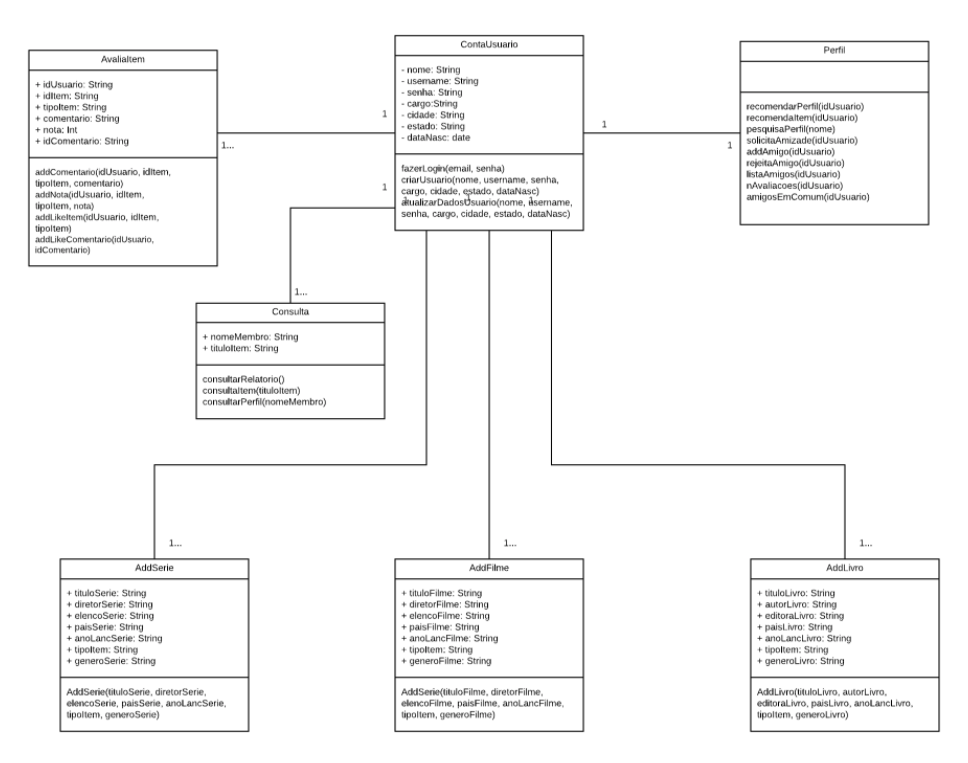 AvaliaItem
+ idUsuario: String
+ idItem: String
+ tipoItem: String
+ comentario: String
+ nota: Int
+ idComentario: String
addComentario(idUsuario, idItem,
tipoItem, comentario)
addNota(idUsuario, idItem,
tipoItem, nota)
addLikeItem(idUsuario, idItem,
tipoItem)
addLikeComentario(idUsuario,
idComentario)
1
1...
ContaUsuario
- nome: String
- username: String
- senha: String
- cargo:String
- cidade: String
- estado: String
- dataNasc: date
fazerLogin(email, senha)
criarUsuario(nome, username, senha,
cargo, cidade, estado, dataNasc)
atualizarDadosUsuario(nome, username,
senha, cargo, cidade, estado, dataNasc)
1
1
1
1
1
Perfil
recomendarPerfil(idUsuario)
recomendaItem(idUsuario)
pesquisaPerfil(nome)
solicitaAmizade(idUsuario)
addAmigo(idUsuario)
rejeitaAmigo(idUsuario)
listaAmigos(idUsuario)
nAvaliacoes(idUsuario)
amigosEmComum(idUsuario)
1
1...
Consulta
+ nomeMembro: String
+ tituloItem: String
consultarRelatorio()
consultaItem(tituloItem)
consultarPerfil(nomeMembro)
1...
AddSerie
+ tituloSerie: String
+ diretorSerie: String
+ elencoSerie: String
+ paisSerie: String
+ anoLancSerie: String
+ tipoItem: String
+ generoSerie: String
AddSerie(tituloSerie, diretorSerie,
elencoSerie, paisSerie, anoLancSerie,
tipoItem, generoSerie)
1...
AddFilme
+ tituloFilme: String
+ diretorFilme: String
+ elencoFilme: String
+ paisFilme: String
+ anoLancFilme: String
+ tipoItem: String
+ generoFilme: String
AddSerie(tituloFilme, diretorFilme,
elencoFilme, paisFilme, anoLancFilme,
tipoItem, generoFilme)
1...
AddLivro
+ tituloLivro: String
+ autorLivro: String
+ editoraLivro: String
+ paisLivro: String
+ anoLancLivro: String
+ tipoItem: String
+ generoLivro: String
AddLivro(tituloLivro, autorLivro,
editoraLivro, paisLivro, anoLancLivro,
tipoItem, generoLivro)